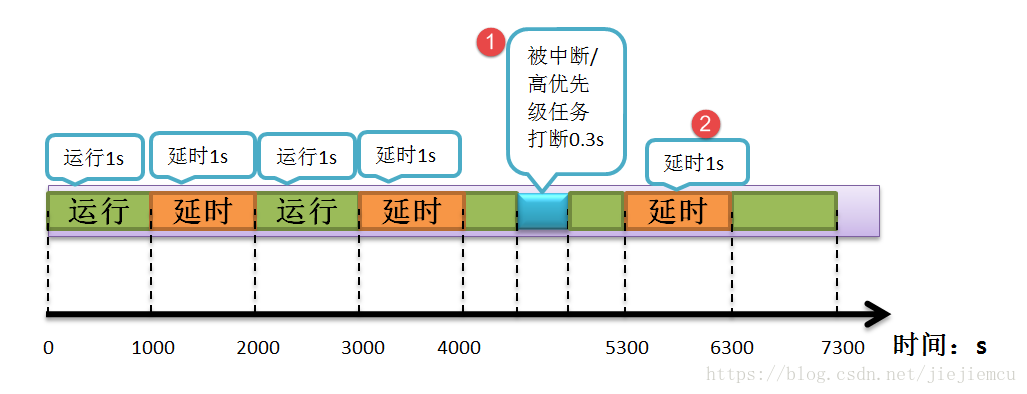 1
被中断/
高优先
级任务
打断0.3s
2
运行1s
延时1s
运行1s
延时1s
延时1s
运行
延时
运行
延时
延时
0 1000 2000 3000 4000 5300 6300 7300 时间：s
https://blog.csdn.net/jiejiemcu